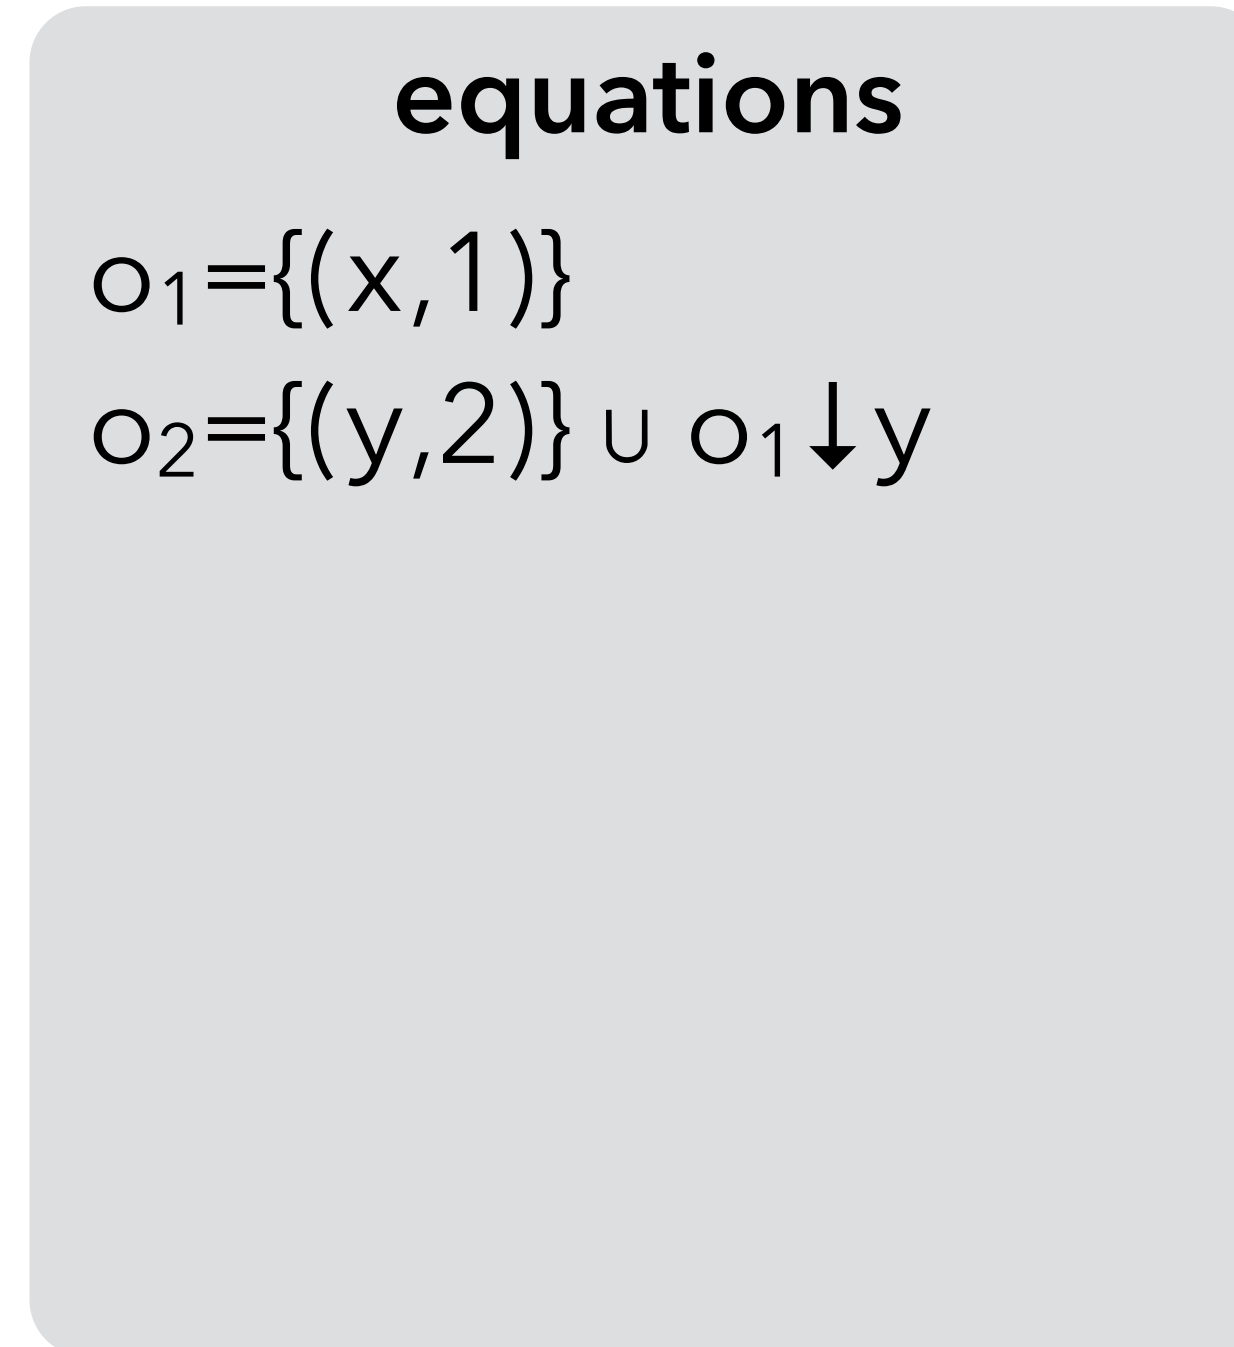 equations
o₁={(x,1)}
o₂={(y,2)} ∪ o₁↓y